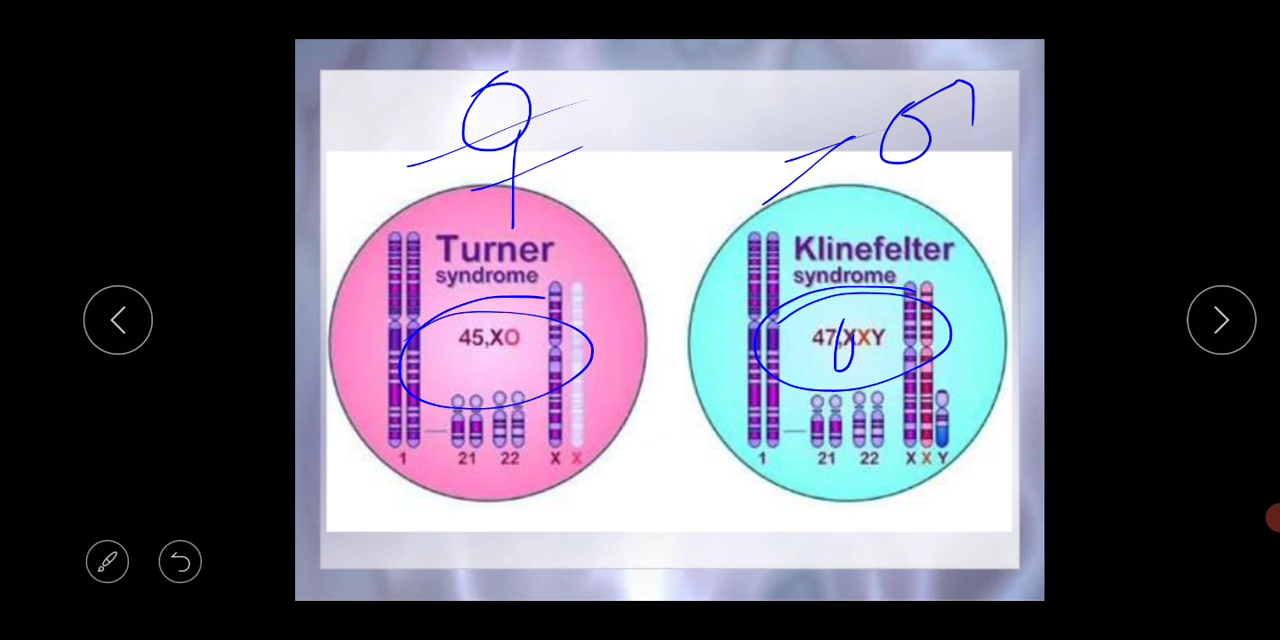 Turner
syndrome
45,XO
1
21
22
X
X
Klinefelter
syndrome
47,XXY
1
21
22
X
X
Y